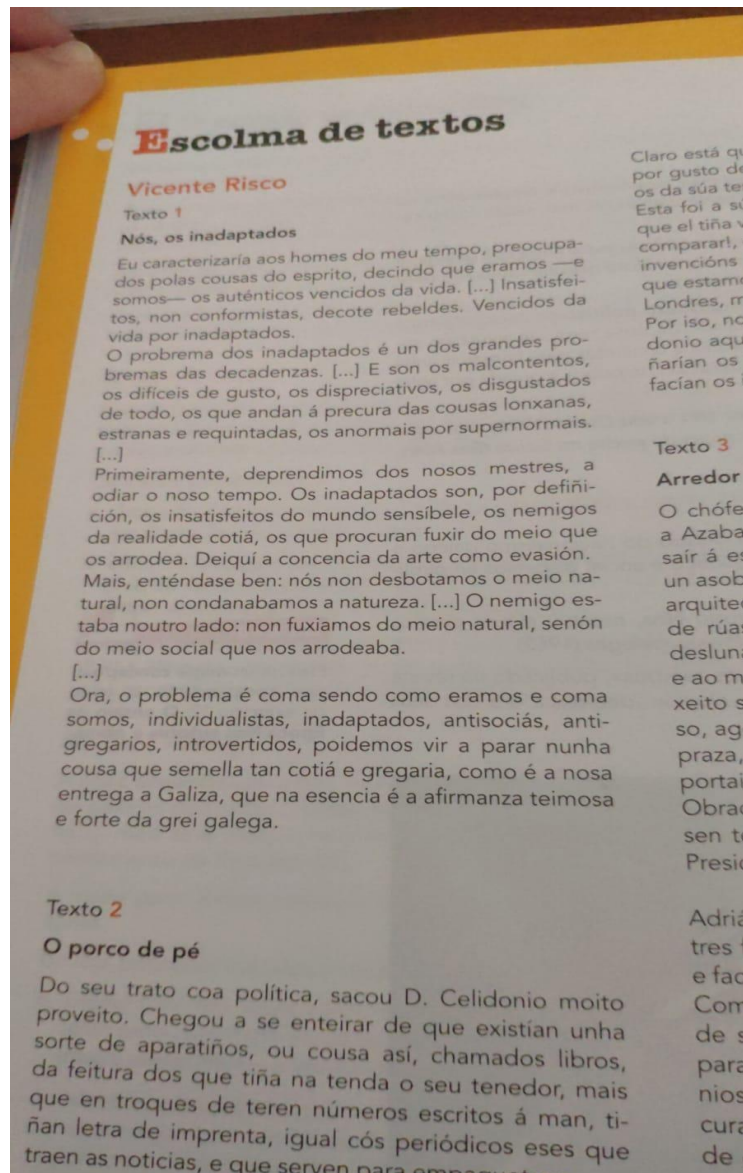 Escolma de textos
Vicente Risco
Texto 1
Nós, os inadaptados
Eu caracterizaría aos homes do meu tempo, preocupa-
dos polas cousas do esprito, decindo que eramos —e
somos— os auténticos vencidos da vida. [...] Insatisfei-
tos, non conformistas, decote rebeldes. Vencidos da
vida por inadaptados.
O probrema dos inadaptados é un dos grandes pro-
bremas das decadenzas. [...] E son os malcontentos,
os difíceis de gusto, os dispreciativos, os disgustados
de todo, os que andan á precura das cousas lonxanas,
estranas e requintadas, os anormais por supernormais.
[...]
Primeiramente, deprendimos dos nosos mestres, a
odiar o noso tempo. Os inadaptados son, por defiñi-
ción, os insatisfeitos do mundo sensíbele, os nemigos
da realidade cotiá, os que procuran fuxir do meio que
os arrodea. Deiquí a concencia da arte como evasión.
Mais, enténdase ben: nós non desbotamos o meio na-
tural, non condanabamos a natureza. [...] O nemigo es-
taba noutro lado: non fuxiamos do meio natural, senón
do meio social que nos arrodeaba.
[...]
Ora, o problema é coma sendo como eramos e coma
somos, individualistas, inadaptados, antisociás, anti-
gregarios, introvertidos, poidemos vir a parar nunha
cousa que semella tan cotiá e gregaria, como é a nosa
entrega a Galiza, que na esencia é a afirmanza teimosa
e forte da grei galega.
Texto 2
O porco de pé
Do seu trato coa política, sacou D. Celidonio moito
proveito. Chegou a se enteirar de que existían unha
sorte de aparatiños, ou cousa así, chamados libros,
da feitura dos que tiña na tenda o seu tenedor, mais
que en troques de teren números escritos á man, ti-
ñan letra de imprenta, igual cós periódicos eses que
traen as noticias, e que serven para
Claro está
por gusto
os da súa
Esta foi a
que el tiña
comparar!,
invencións
que
Londres,
Por iso,
donio
ñarían os
facían os
Texto 3
Arredor
O
a
saír á
un
de
e ao
xeito
so,
praza,
sen
tres
e
de
para
de